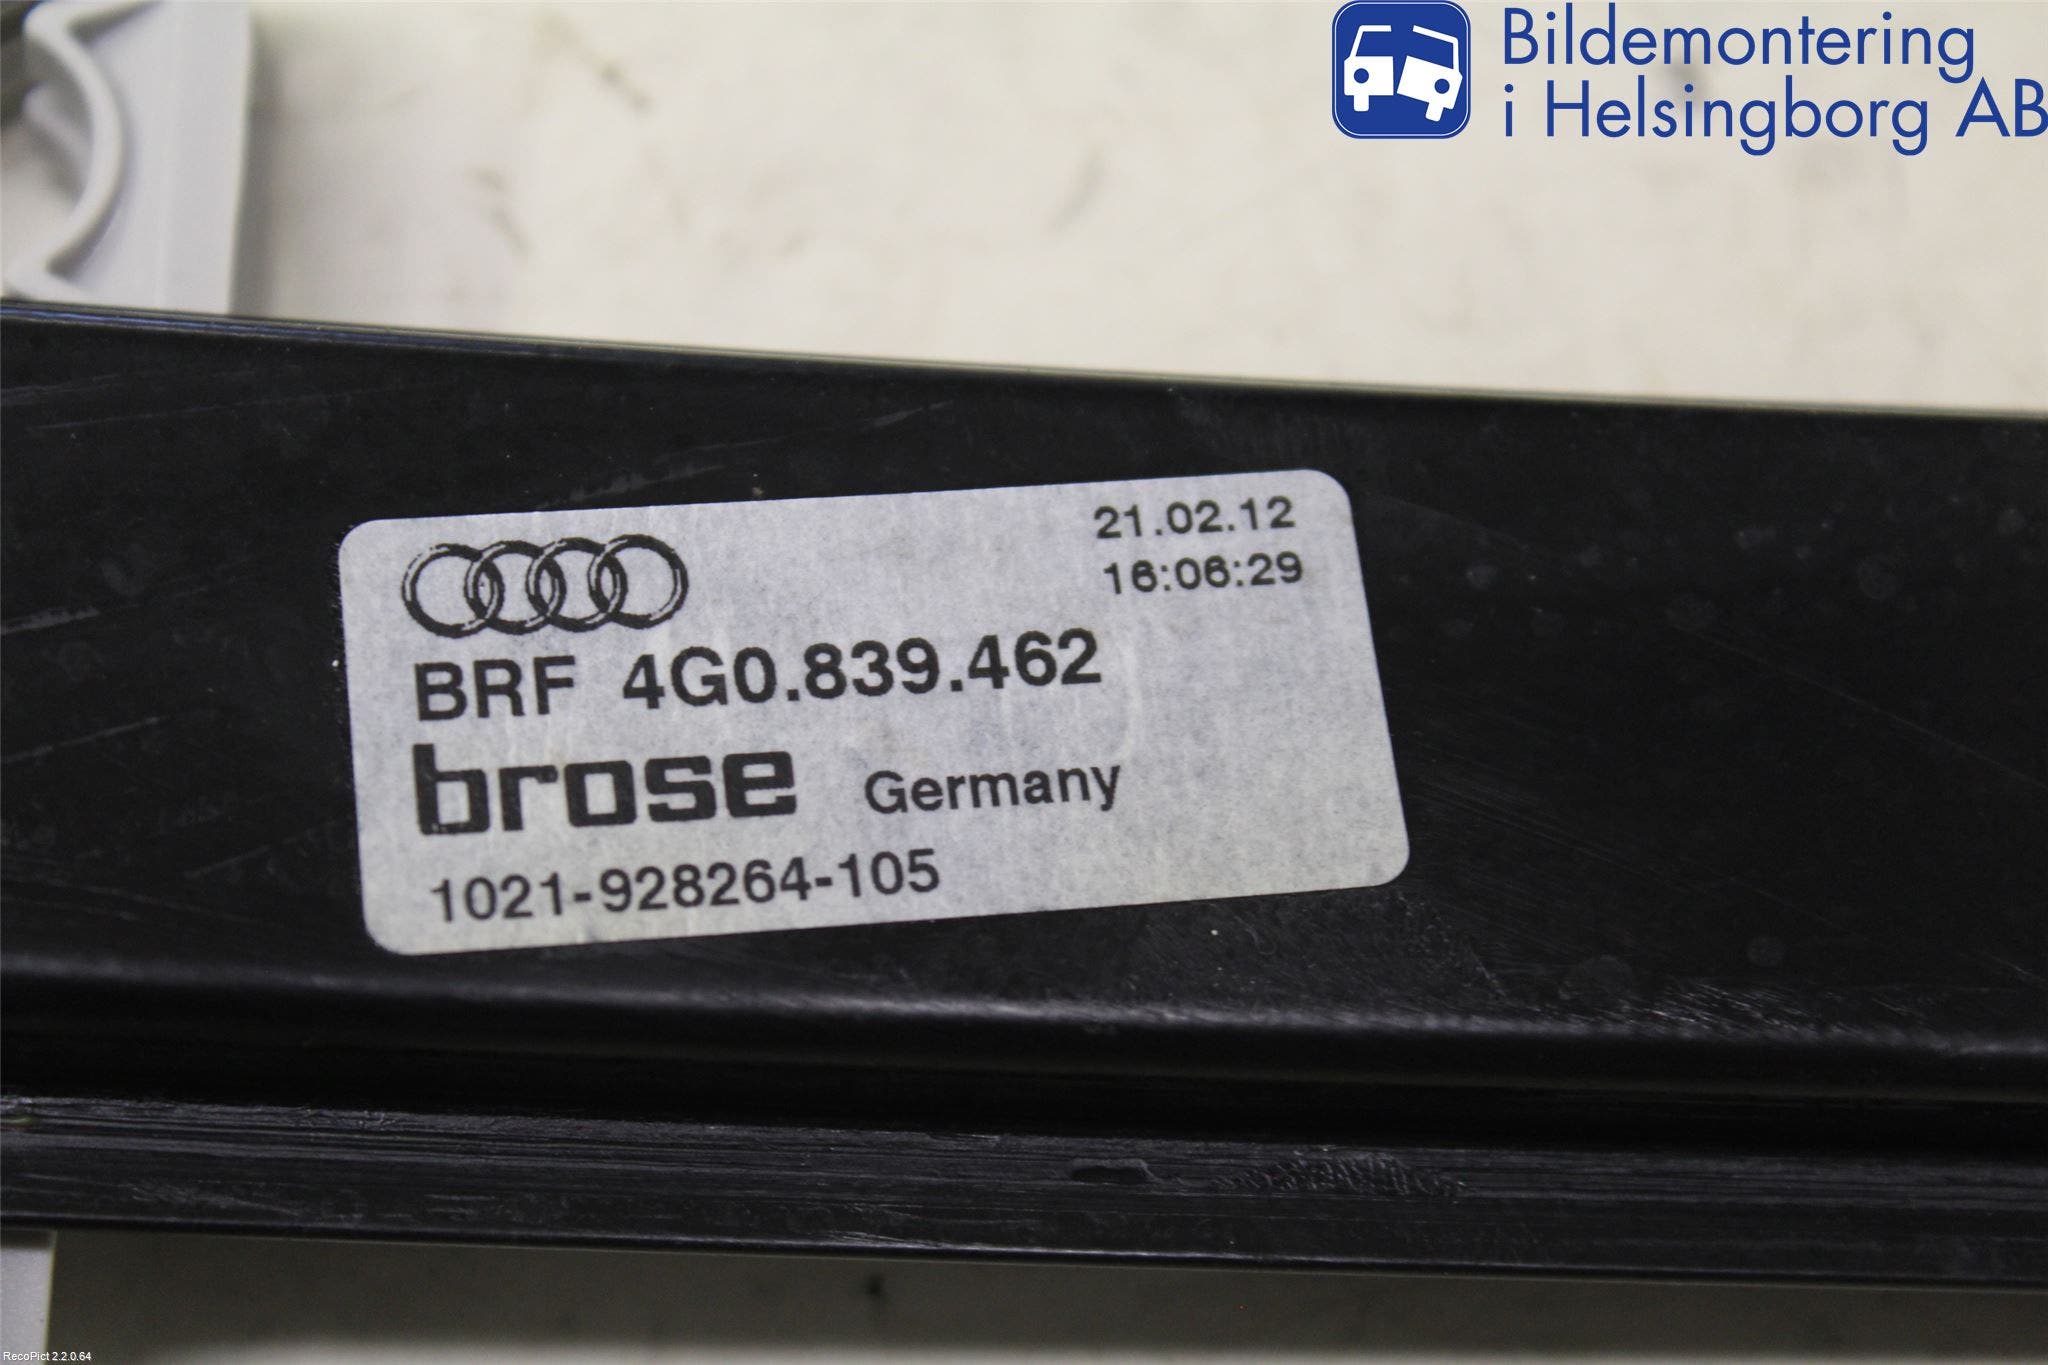 Bildemontering
i Helsingborg AB
21.02.12
16:06:29
BRF 4G0.839.462
brose Germany
1021-928264-105
RecoPict 2.2.0.64